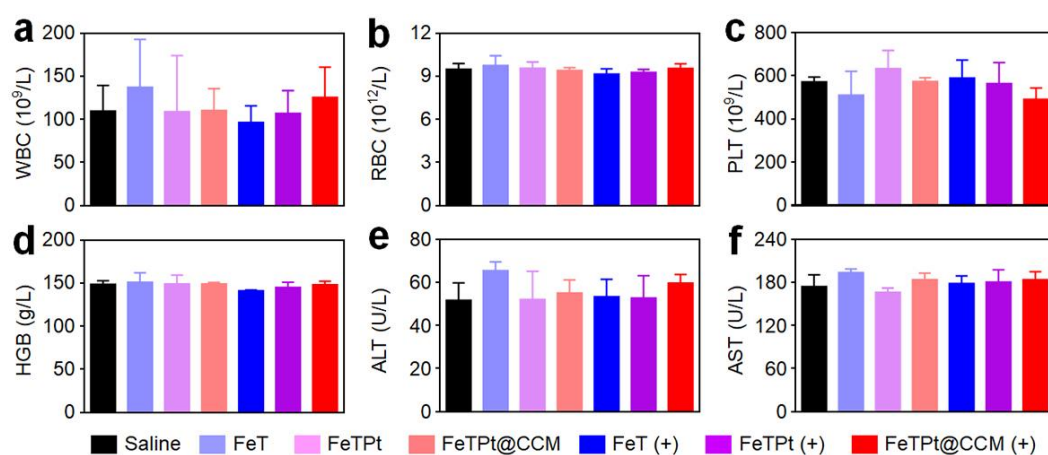 a
WBC (10⁹/L)
200
150
100
50
0
b
RBC (10¹²/L)
12
9
6
3
0
c
PLT (10⁹/L)
800
600
400
200
0
d
HGB (g/L)
200
150
100
50
0
e
ALT (U/L)
80
60
40
20
0
f
AST (U/L)
240
180
120
60
0
Saline FeT FeTPt FeTPt@CCM FeT (+) FeTPt (+) FeTPt@CCM (+)